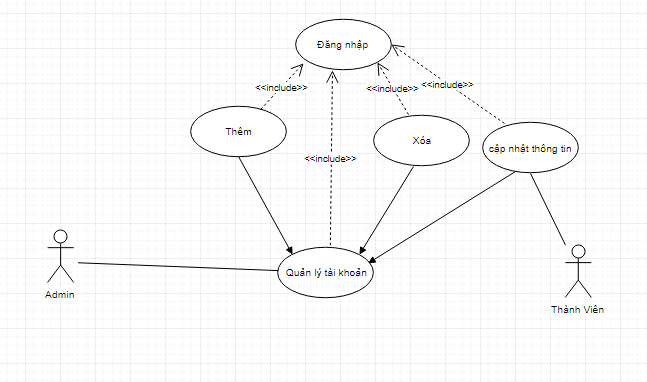 Đăng nhập
<<include>>
<<include>>
<<include>>
Thêm
Xóa
cập nhật thông tin
<<include>>
Quản lý tài khoản
Admin
Thành Viên